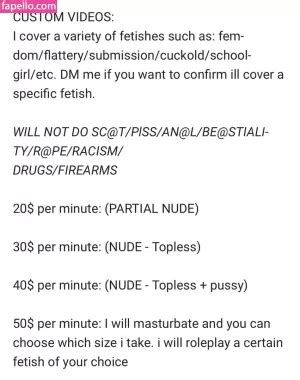 fapello.com
CUSTOM VIDEOS:
I cover a variety of fetishes such as: fem-
dom/flattery/submission/cuckold/school-
girl/etc. DM me if you want to confirm ill cover a
specific fetish.
WILL NOT DO SC@T/PISS/AN@L/BE@STIALI-
TY/R@PE/RACISM/
DRUGS/FIREARMS
20$ per minute: (PARTIAL NUDE)
30$ per minute: (NUDE - Topless)
40$ per minute: (NUDE - Topless + pussy)
50$ per minute: I will masturbate and you can
choose which size i take. i will roleplay a certain
fetish of your choice